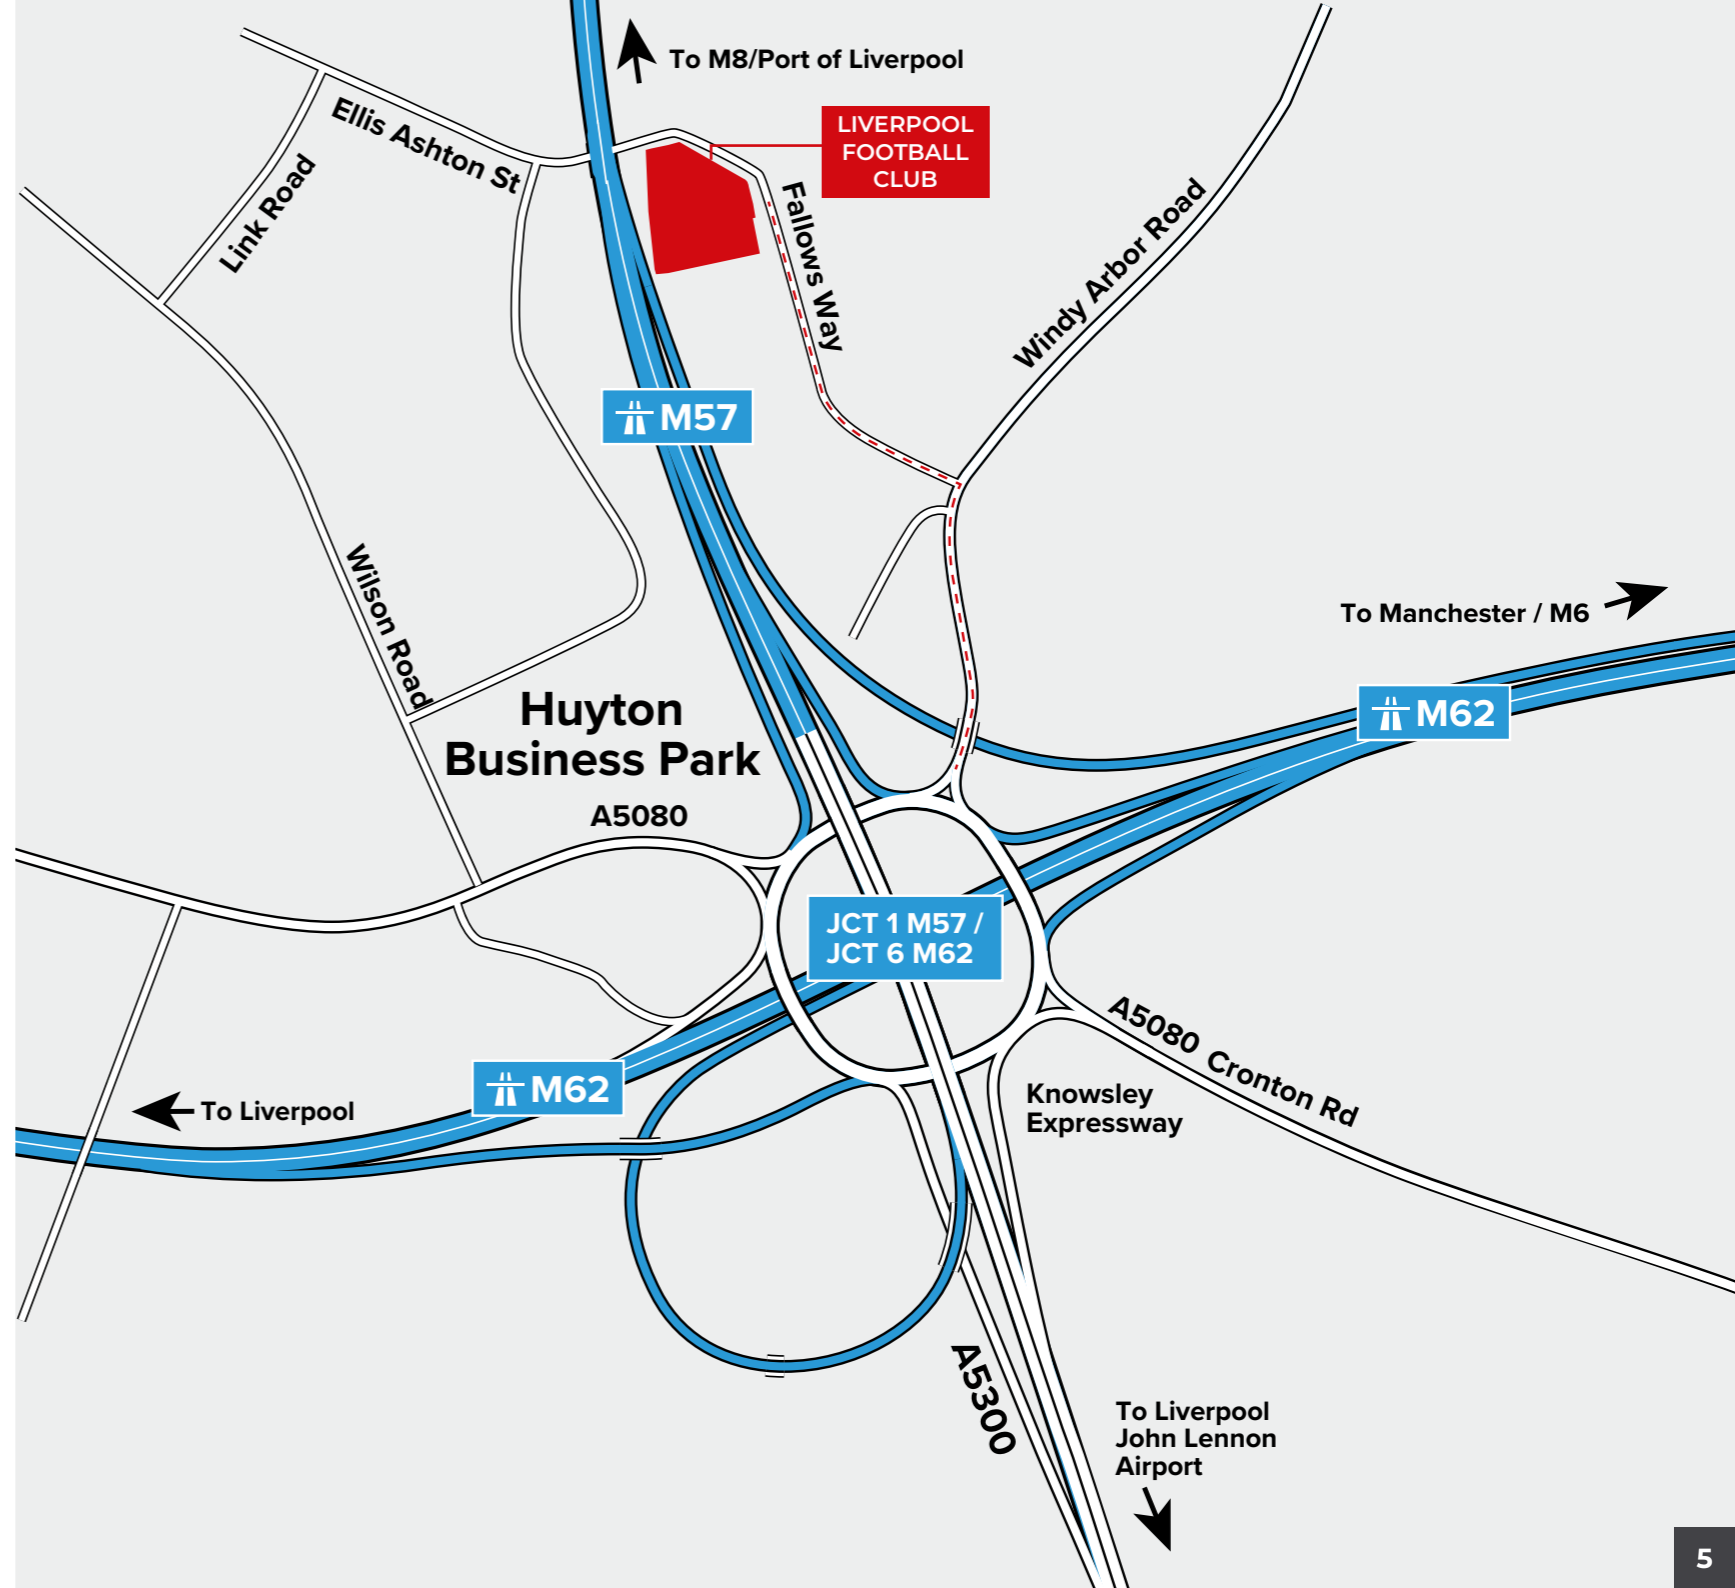 To M8/Port of Liverpool
LIVERPOOL
FOOTBALL
CLUB
Ellis Ashton St
Link Road
Fallows Way
Windy Arbor Road
M57
Wilson Road
To Manchester / M6
M62
Huyton
Business Park
A5080
JCT 1 M57 /
JCT 6 M62
A5080 Cronton Rd
M62
To Liverpool
Knowsley
Expressway
A5300
To Liverpool
John Lennon
Airport
5